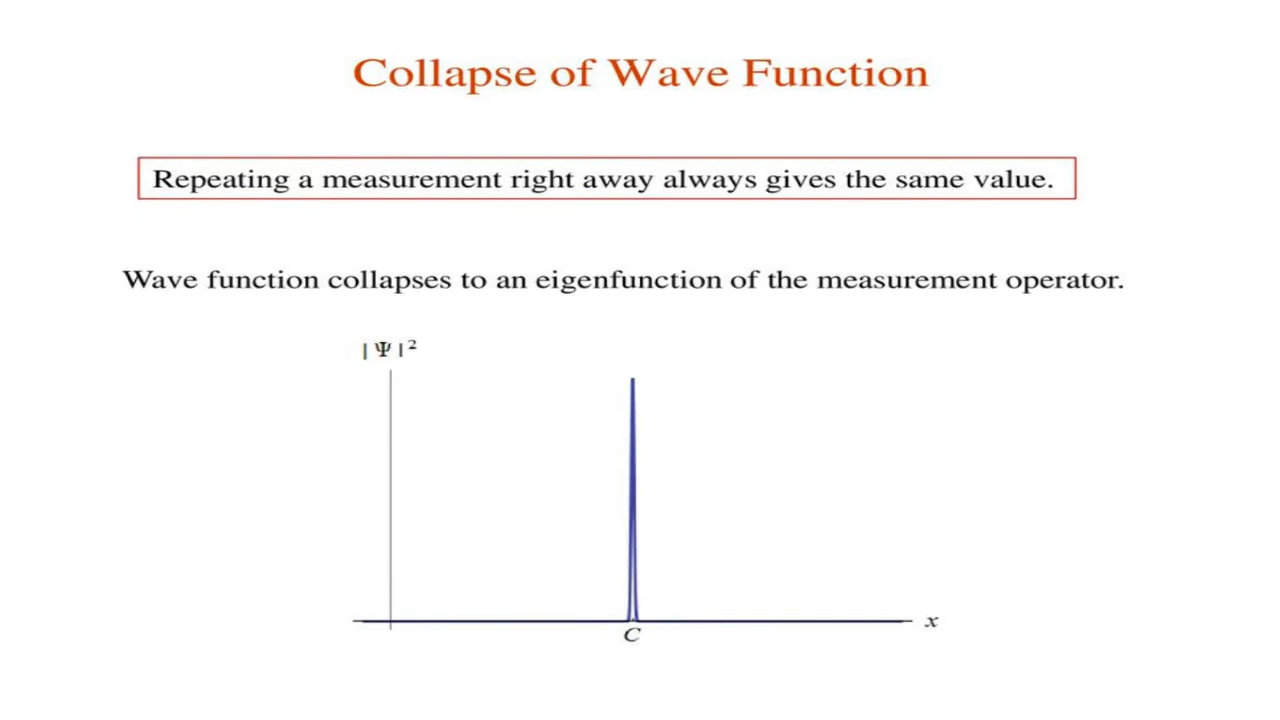 Collapse of Wave Function
Repeating a measurement right away always gives the same value.
Wave function collapses to an eigenfunction of the measurement operator.
|Ψ|²
x
C